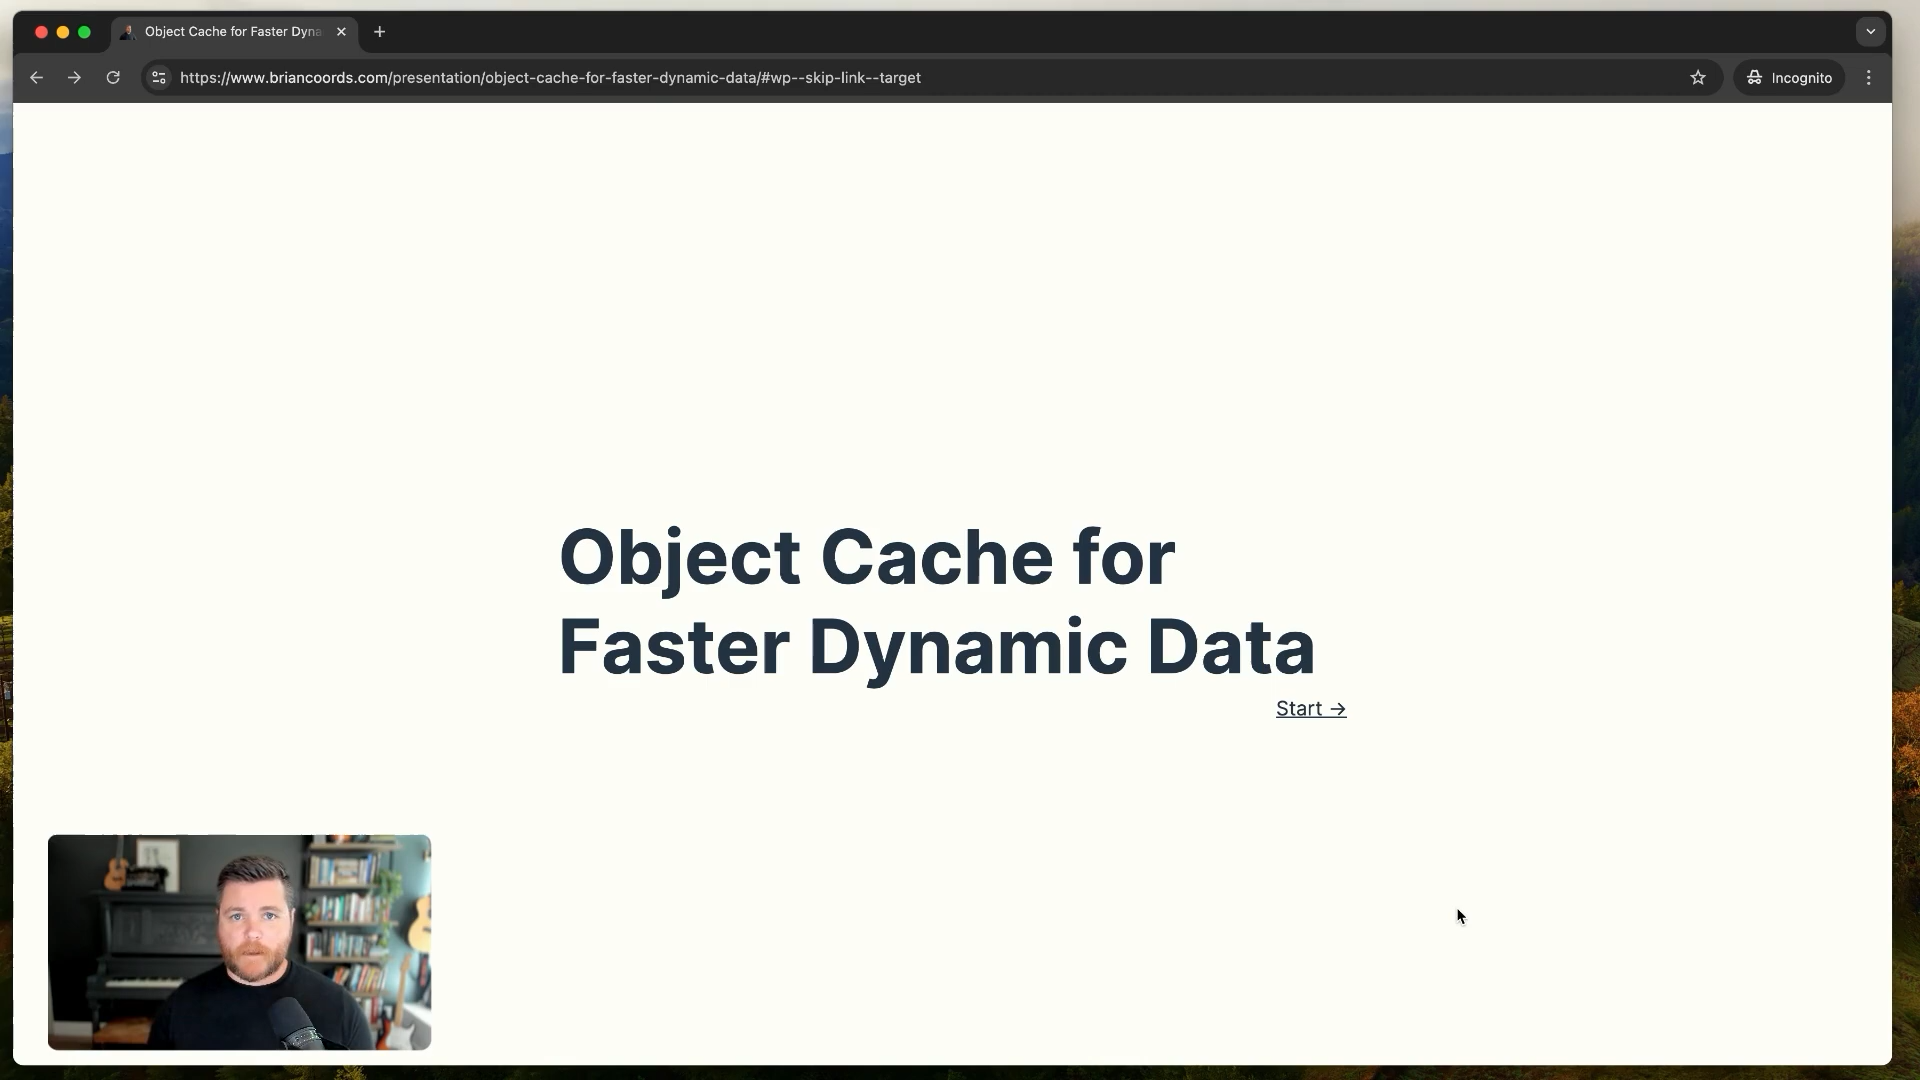 Object Cache for Faster Dyna
https://www.briancoords.com/presentation/object-cache-for-faster-dynamic-data/#wp--skip-link--target
Incognito
Object Cache for
Faster Dynamic Data
Start →